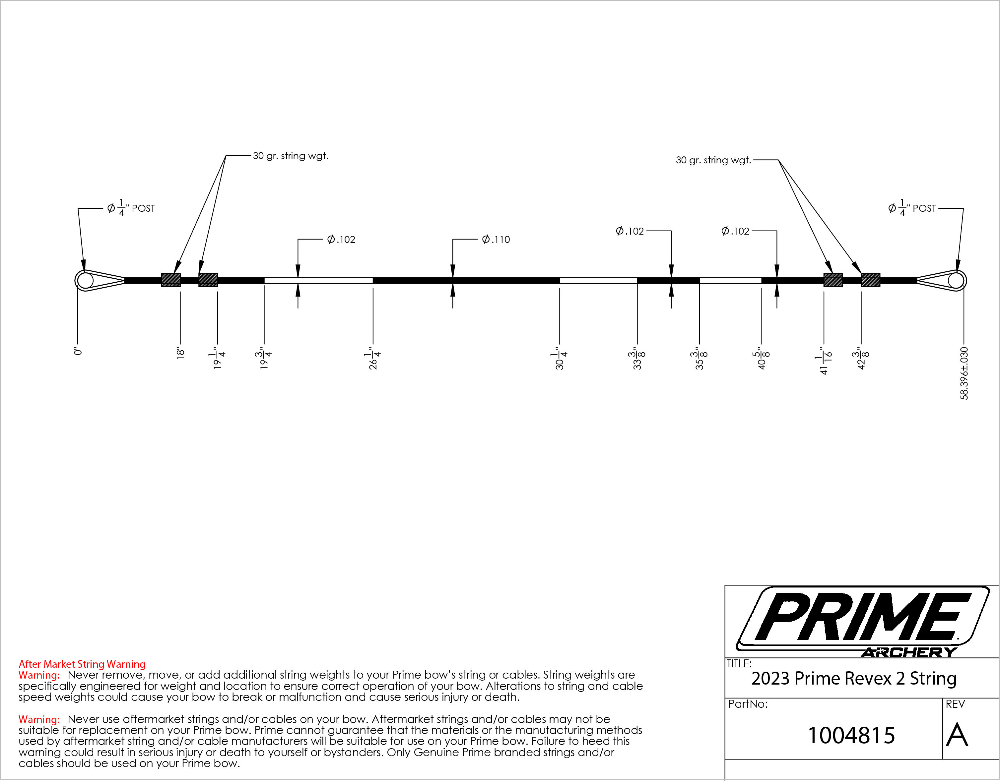 30 gr. string wgt.
30 gr. string wgt.
Ø 1/4" POST
Ø 1/4" POST
Ø.102
Ø.110
Ø.102
Ø.102
0"
18"
19 1/4"
19 3/4"
26 1/4"
30 1/4"
33 3/8"
35 3/8"
40 5/8"
41 1/16"
42 3/8"
58.396±.030
PRIME™
ARCHERY
TITLE:
2023 Prime Revex 2 String
PartNo:
REV
1004815
A
After Market String Warning
Warning: Never remove, move, or add additional string weights to your Prime bow’s string or cables. String weights are
specifically engineered for weight and location to ensure correct operation of your bow. Alterations to string and cable
speed weights could cause your bow to break or malfunction and cause serious injury or death.
Warning: Never use aftermarket strings and/or cables on your bow. Aftermarket strings and/or cables may not be
suitable for replacement on your Prime bow. Prime cannot guarantee that the materials or the manufacturing methods
used by aftermarket string and/or cable manufacturers will be suitable for use on your Prime bow. Failure to heed this
warning could result in serious injury or death to yourself or bystanders. Only Genuine Prime branded strings and/or
cables should be used on your Prime bow.